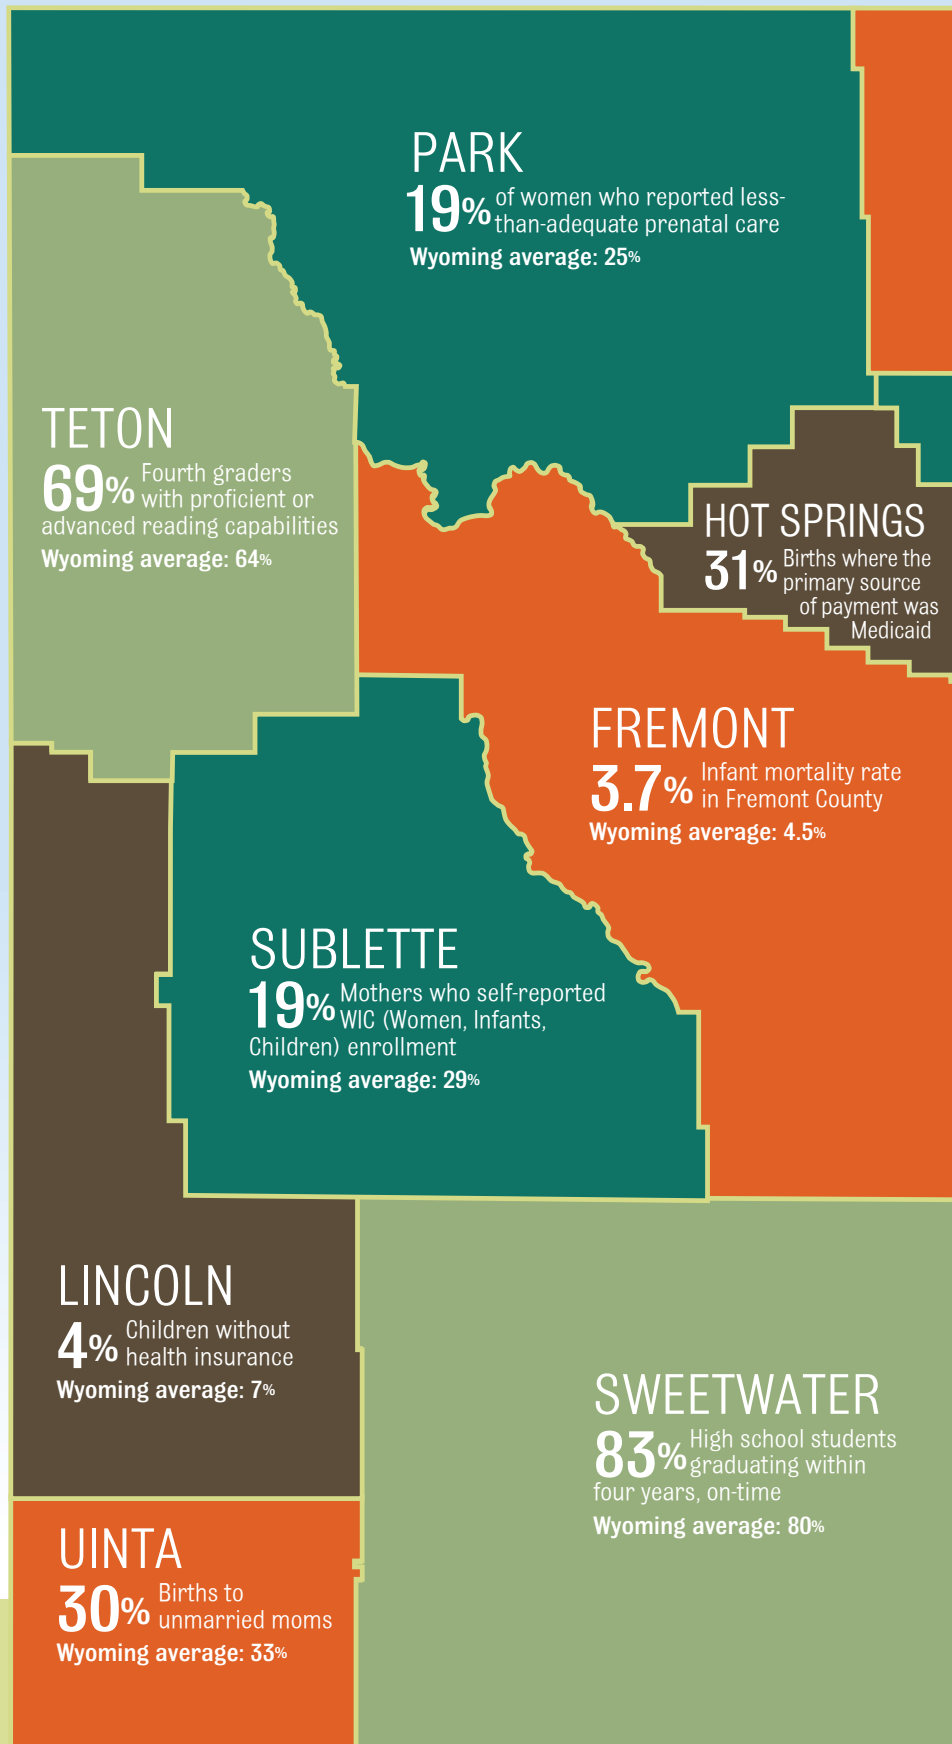 PARK
19% of women who reported less-
than-adequate prenatal care
Wyoming average: 25%
TETON
69% Fourth graders
with proficient or
advanced reading capabilities
Wyoming average: 64%
HOT SPRINGS
31% Births where the
primary source
of payment was
Medicaid
FREMONT
3.7% Infant mortality rate
in Fremont County
Wyoming average: 4.5%
SUBLETTE
19% Mothers who self-reported
WIC (Women, Infants,
Children) enrollment
Wyoming average: 29%
LINCOLN
4% Children without
health insurance
Wyoming average: 7%
SWEETWATER
83% High school students
graduating within
four years, on-time
Wyoming average: 80%
UINTA
30% Births to
unmarried moms
Wyoming average: 33%